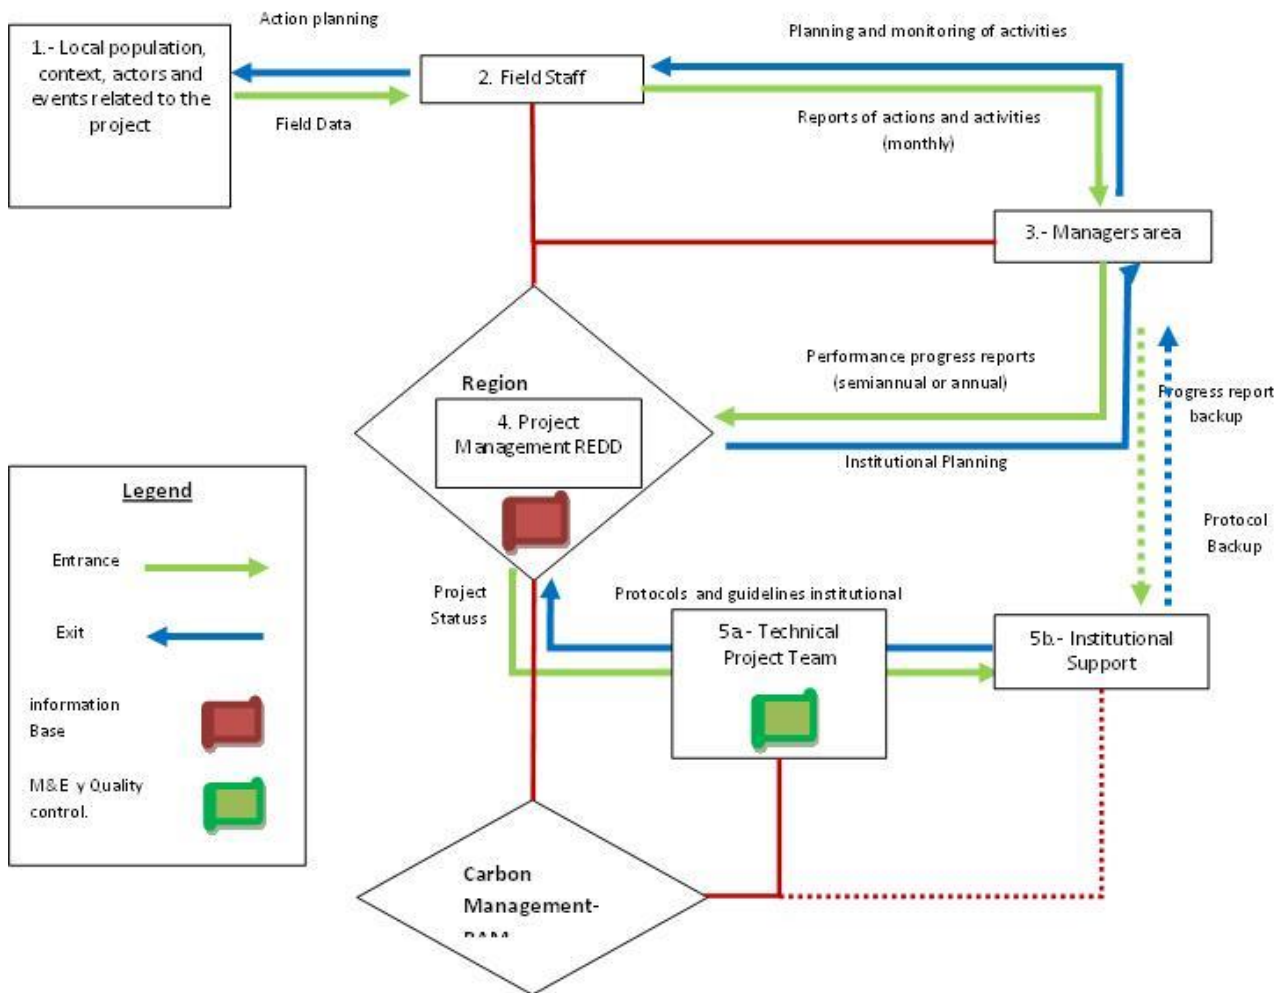 Action planning
1.- Local population,
context, actors and
events related to the
project
Field Data
2. Field Staff
Planning and monitoring of activities
Reports of actions and activities
(monthly)
3.- Managers area
Region
4. Project
Management REDD
Performance progress reports
(semiannual or annual)
Institutional Planning
Progress report
backup
Protocol
Backup
Legend
Entrance
Exit
information
Base
M&E y Quality
control.
Project
Statuss
Protocols and guidelines institutional
5a.- Technical
Project Team
5b.- Institutional
Support
Carbon
Management-